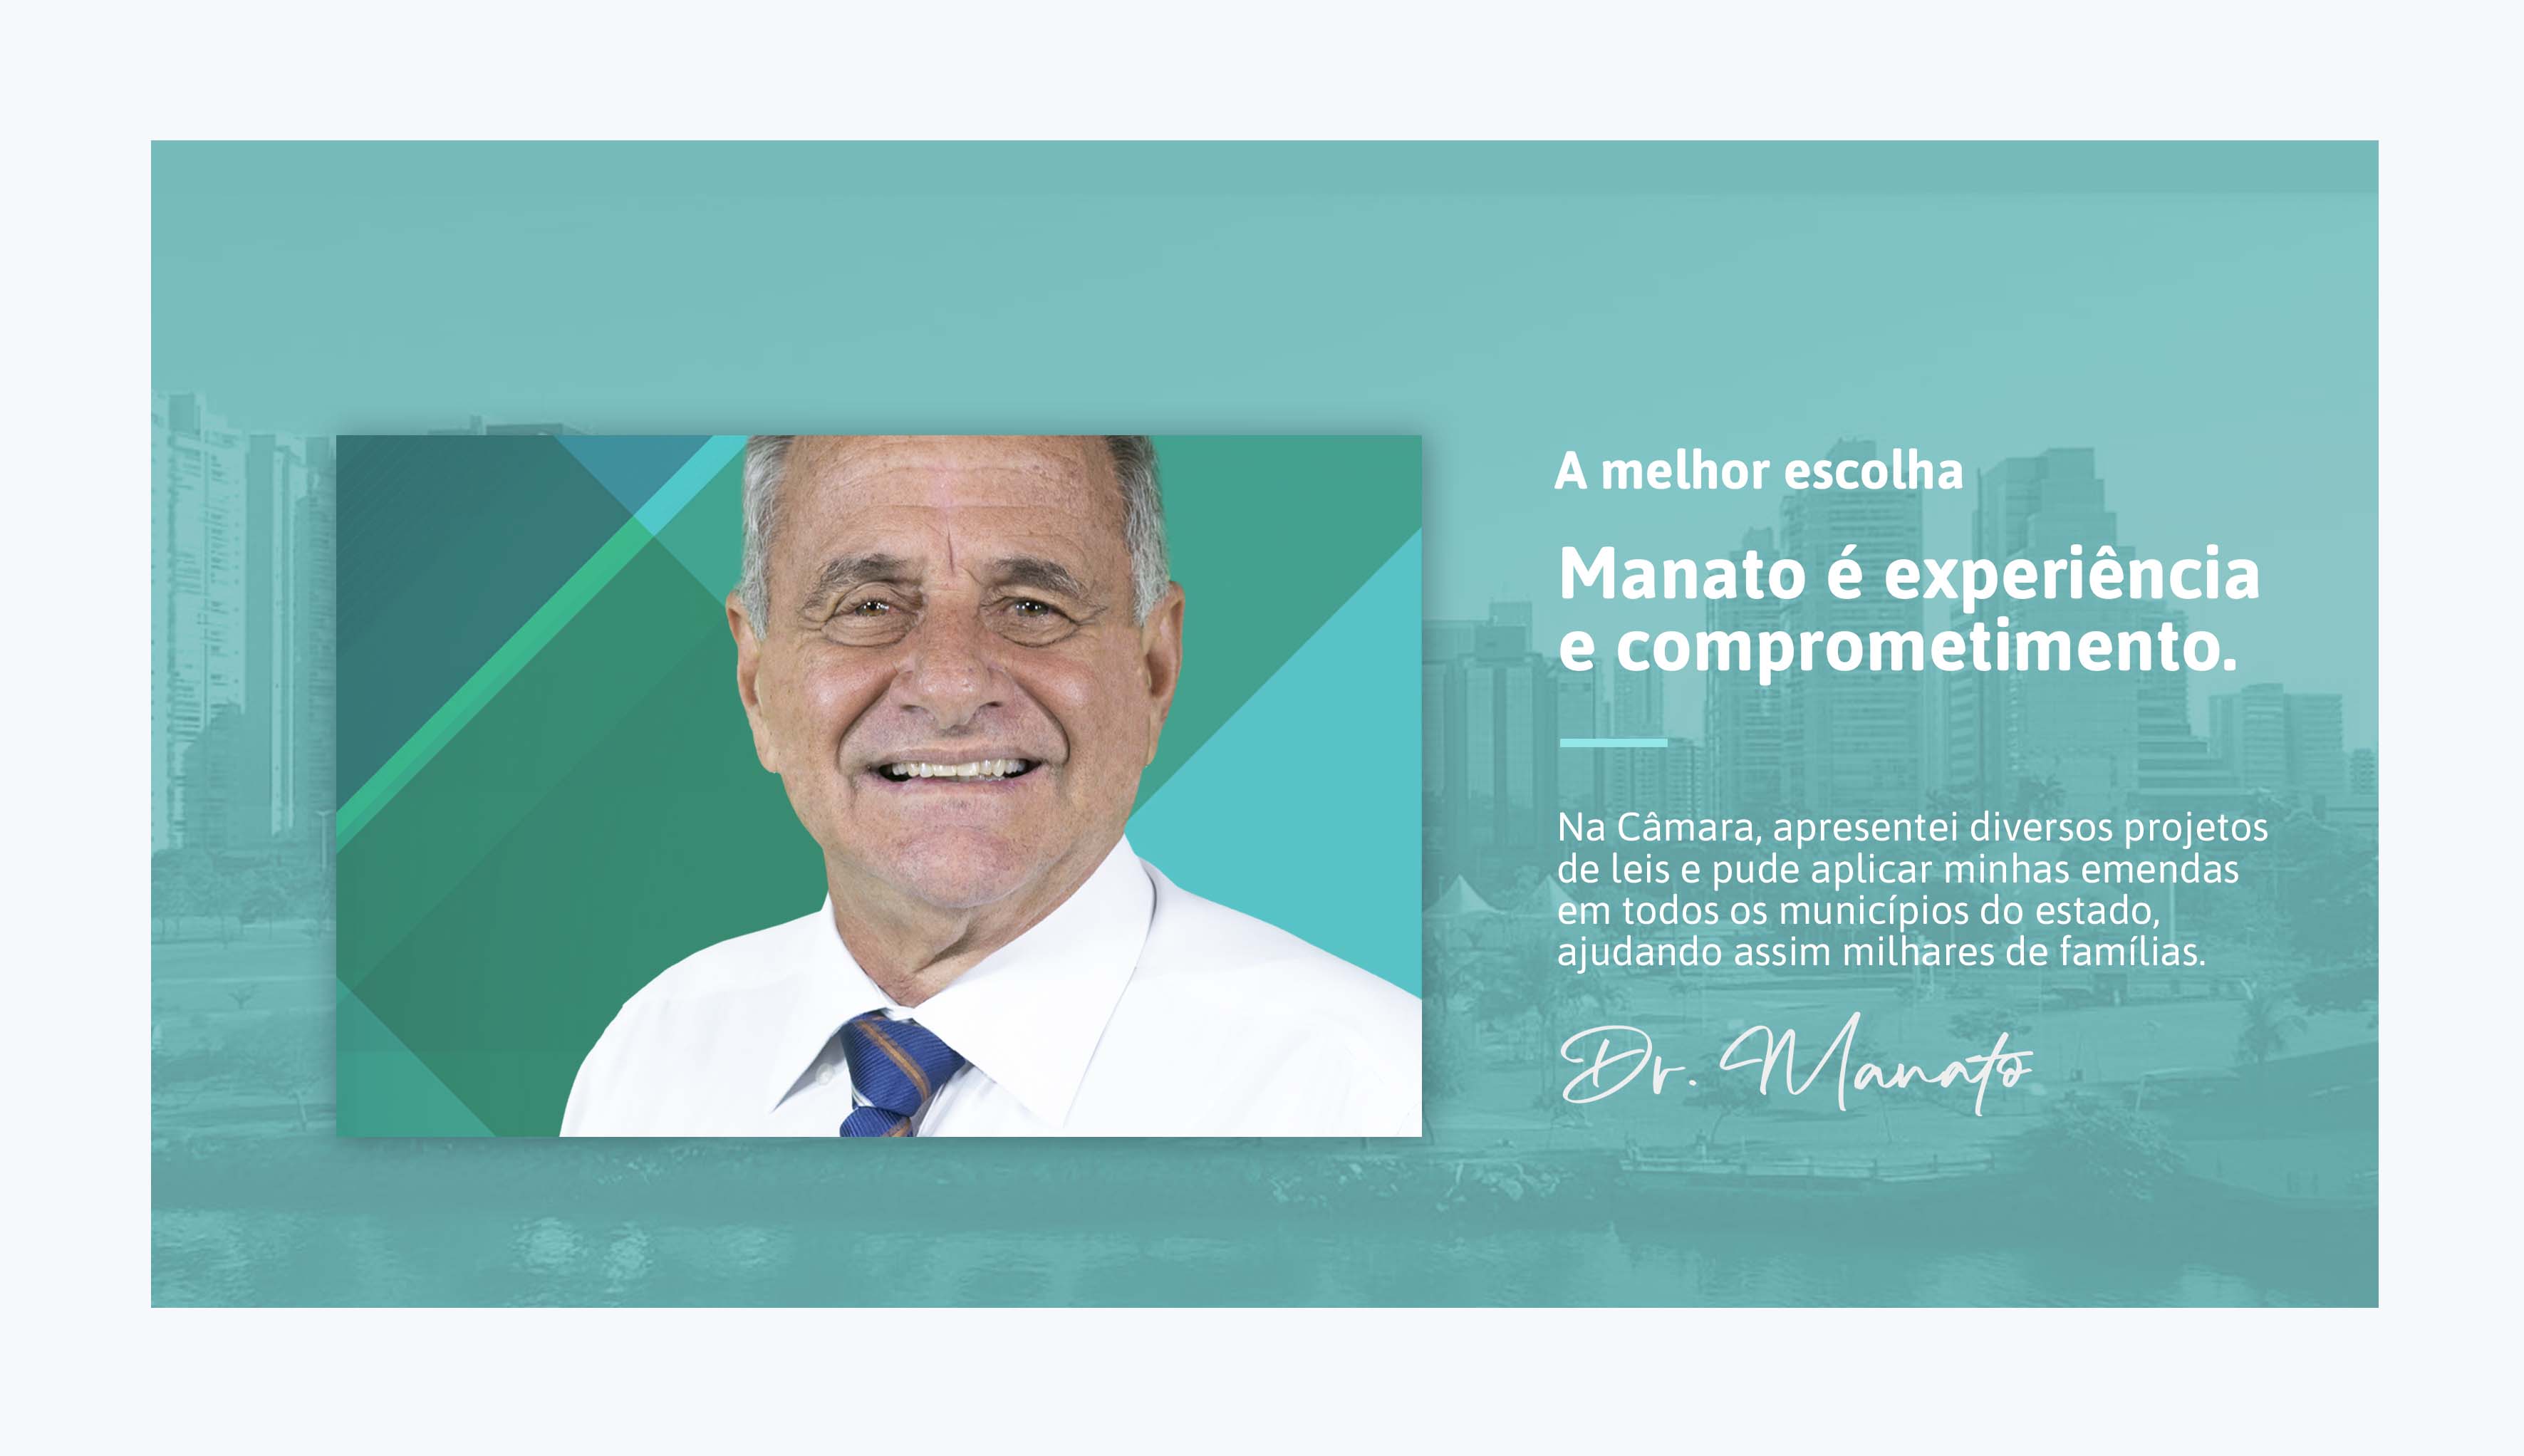 A melhor escolha
Manato é experiência
e comprometimento.
Na Câmara, apresentei diversos projetos
de leis e pude aplicar minhas emendas
em todos os municípios do estado,
ajudando assim milhares de famílias.
Dr. Manato